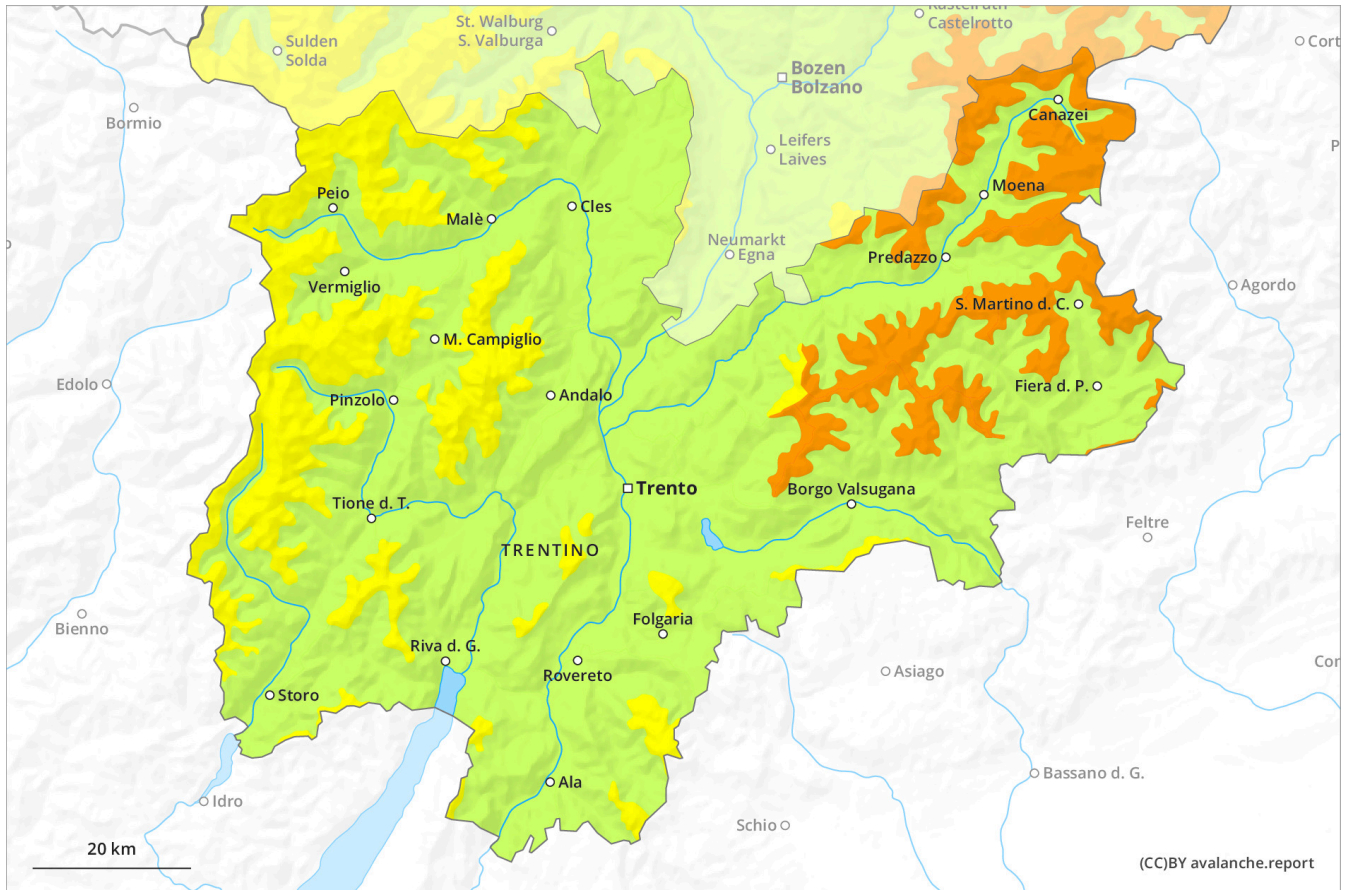 Kastelruth
Castelrotto
St. Walburg
S. Valburga
Sulden
Solda
Cort
Bozen
Bolzano
Bormio
Canazei
Leifers
Laives
P
Peio
Moena
Malè
Cles
Neumarkt
Egna
Predazzo
Vermiglio
Agordo
S. Martino d. C.
M. Campiglio
Edolo
Andalo
Fiera d. P.
Pinzolo
Trento
Borgo Valsugana
Tione d. T.
Feltre
TRENTINO
Bienno
Folgaria
Riva d. G.
Rovereto
Asiago
Cor
Storo
Ala
Bassano d. G.
Idro
Schio
20 km
(CC)BY avalanche.report